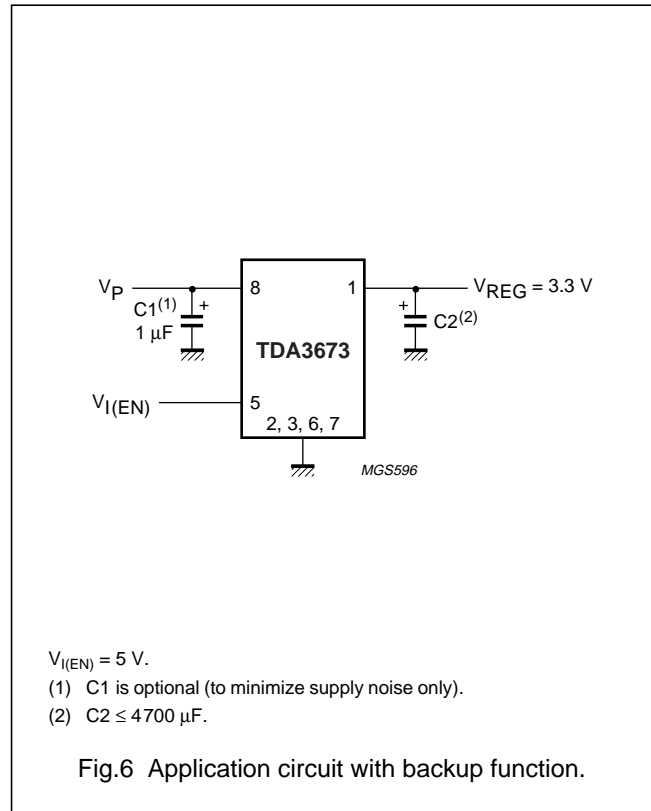 V_P
C1(1) +
1 μF
8
1
+
C2(2)
V_REG = 3.3 V
TDA3673
V_I(EN)
5
2, 3, 6, 7
MGS596
V_I(EN) = 5 V.
(1) C1 is optional (to minimize supply noise only).
(2) C2 ≤ 4700 μF.
Fig.6 Application circuit with backup function.